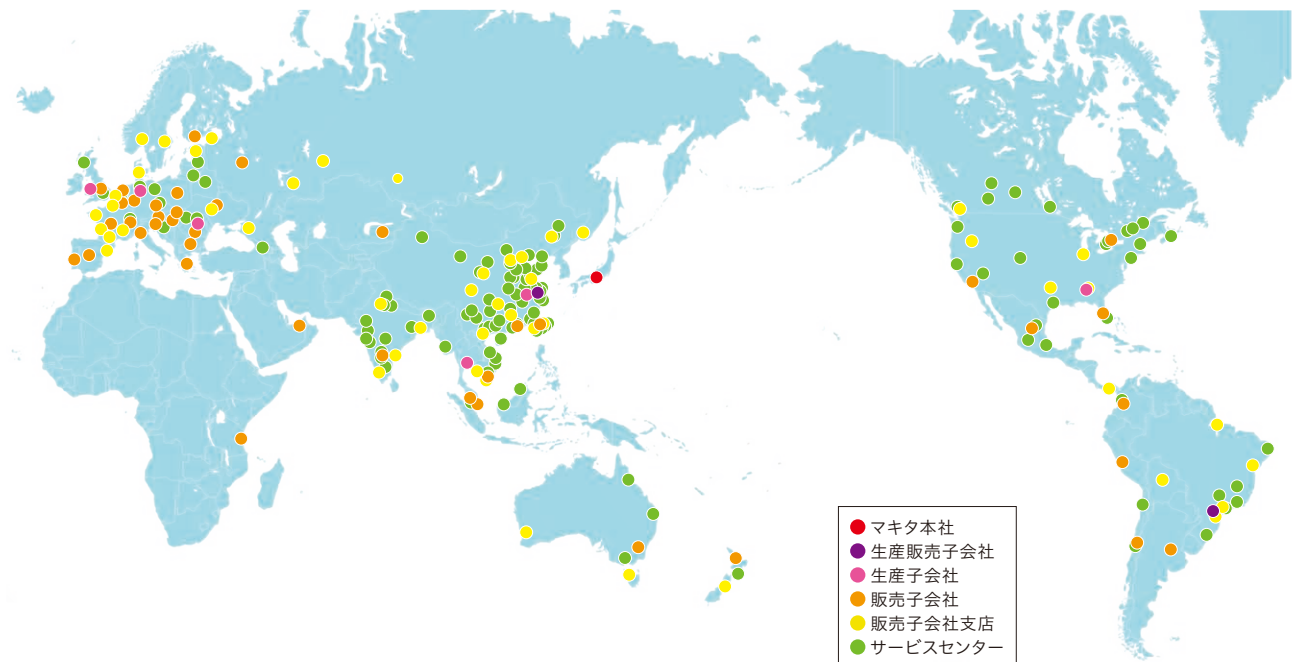 マキタ本社
生産販売子会社
生産子会社
販売子会社
販売子会社支店
サービスセンター